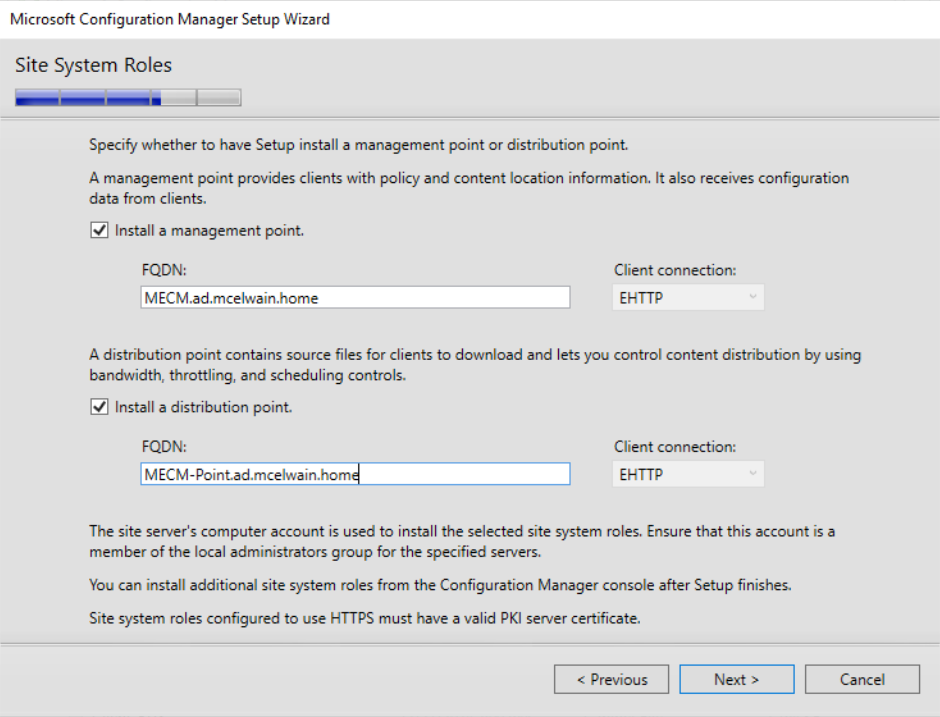 Microsoft Configuration Manager Setup Wizard
Site System Roles
Specify whether to have Setup install a management point or distribution point.
A management point provides clients with policy and content location information. It also receives configuration
data from clients.
Install a management point.
FQDN:
Client connection:
MECM.ad.mcelwain.home
EHTTP
A distribution point contains source files for clients to download and lets you control content distribution by using
bandwidth, throttling, and scheduling controls.
Install a distribution point.
FQDN:
Client connection:
MECM-Point.ad.mcelwain.home
EHTTP
The site server's computer account is used to install the selected site system roles. Ensure that this account is a
member of the local administrators group for the specified servers.
You can install additional site system roles from the Configuration Manager console after Setup finishes.
Site system roles configured to use HTTPS must have a valid PKI server certificate.
< Previous
Next >
Cancel